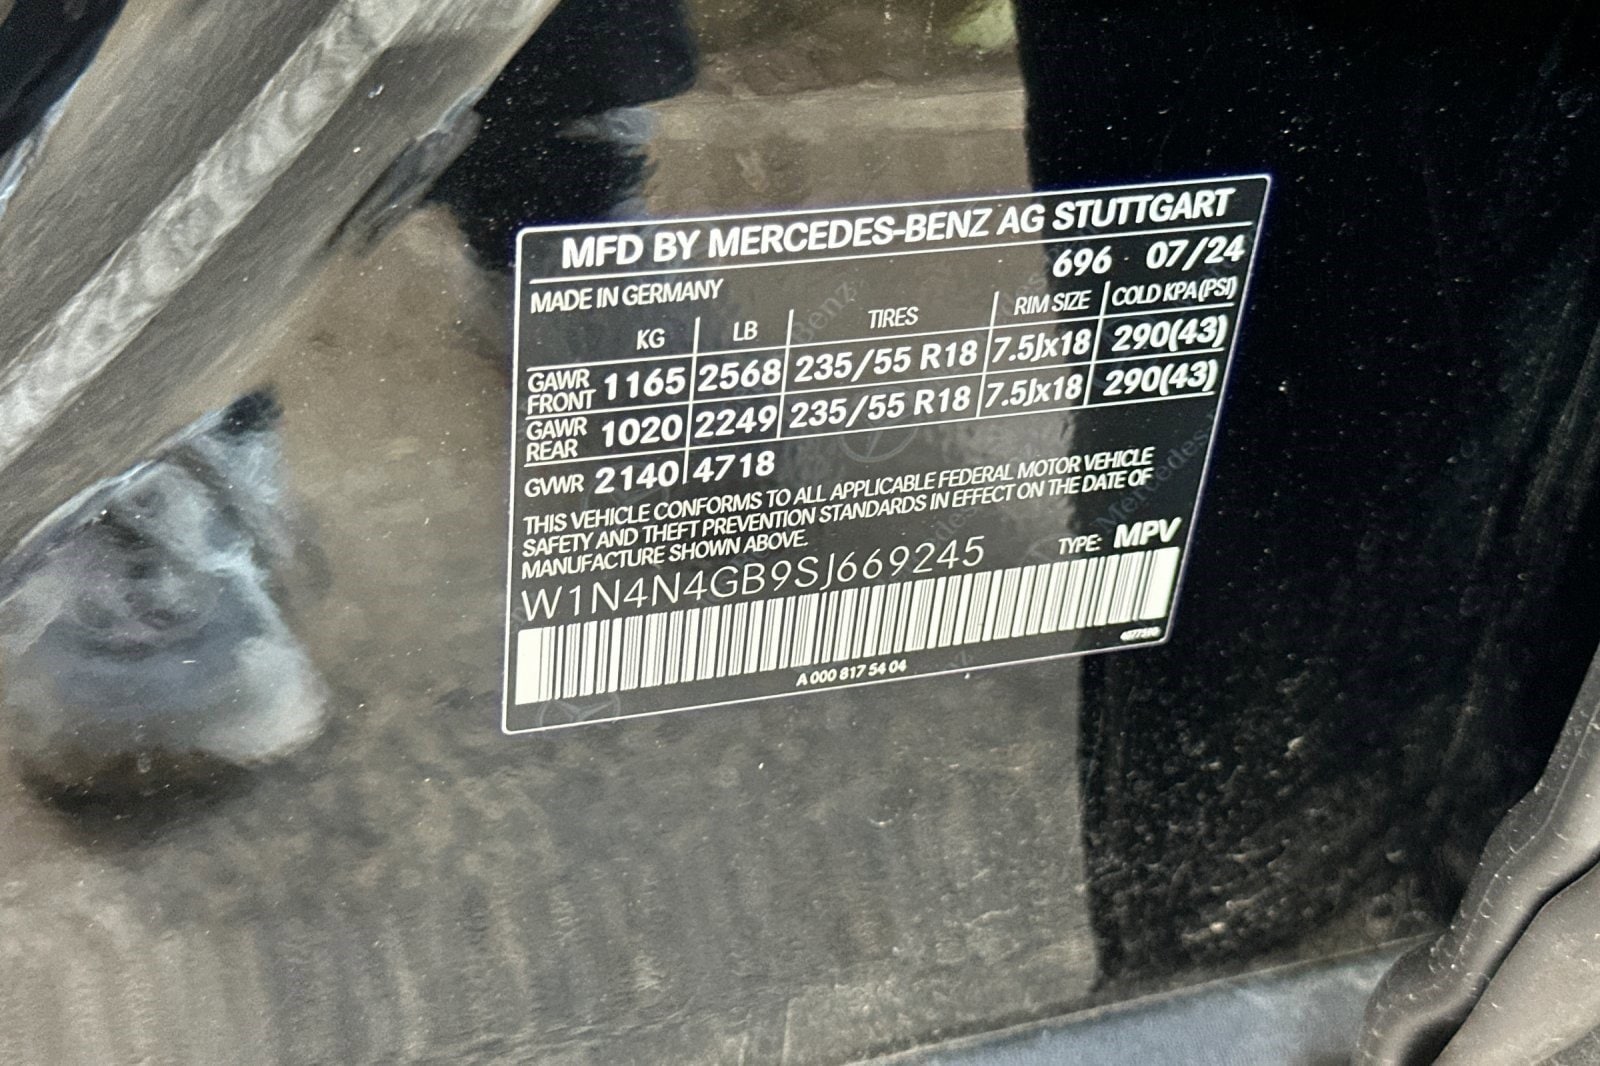 MFD BY MERCEDES-BENZ AG STUTTGART
MADE IN GERMANY 696 07/24
KG LB TIRES RIM SIZE COLD KPA(PSI)
GAWR FRONT 1165 2568 235/55 R18 7.5Jx18 290(43)
GAWR REAR 1020 2249 235/55 R18 7.5Jx18 290(43)
GVWR 2140 4718
THIS VEHICLE CONFORMS TO ALL APPLICABLE FEDERAL MOTOR VEHICLE
SAFETY AND THEFT PREVENTION STANDARDS IN EFFECT ON THE DATE OF
MANUFACTURE SHOWN ABOVE.
W1N4N4GB9SJ669245 TYPE: MPV
A 000 817 54 04